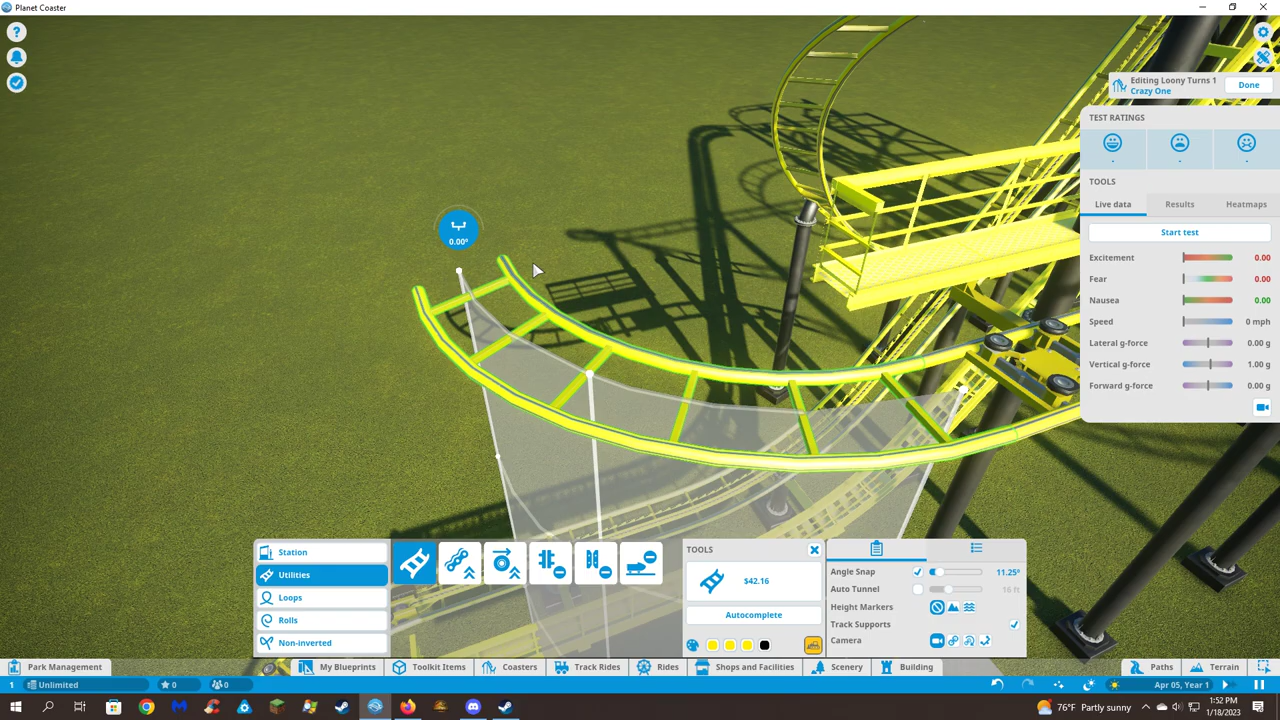 Planet Coaster
Editing Loony Turns 1
Crazy One
Done
TEST RATINGS
- - -
TOOLS
Live data Results Heatmaps
Start test
Excitement 0.00
Fear 0.00
Nausea 0.00
Speed 0 mph
Lateral g-force 0.00 g
Vertical g-force 1.00 g
Forward g-force 0.00 g
0.00°
Station
Utilities
Loops
Rolls
Non-inverted
TOOLS
$42.16
Autocomplete
Angle Snap 11.25°
Auto Tunnel 16 ft
Height Markers
Track Supports
Camera
Park Management My Blueprints Toolkit Items Coasters Track Rides Rides Shops and Facilities Scenery Building Paths Terrain
1 Unlimited 0 0 Apr 05, Year 1
76°F Partly sunny
1:52 PM
1/18/2023